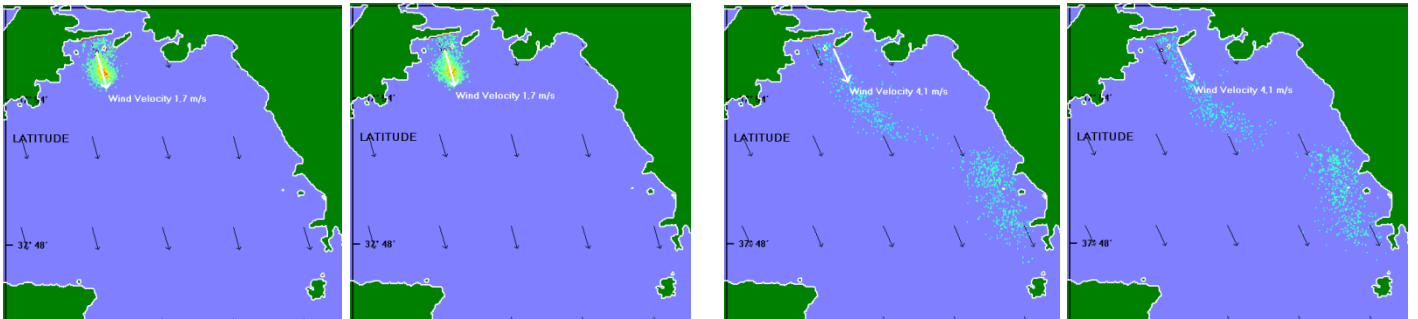 Wind Velocity 1,7 m/s
LATITUDE
37° 48'
Wind Velocity 1,7 m/s
LATITUDE
37° 48'
Wind Velocity 4,1 m/s
LATITUDE
37° 48'
Wind Velocity 4,1 m/s
LATITUDE
37° 48'